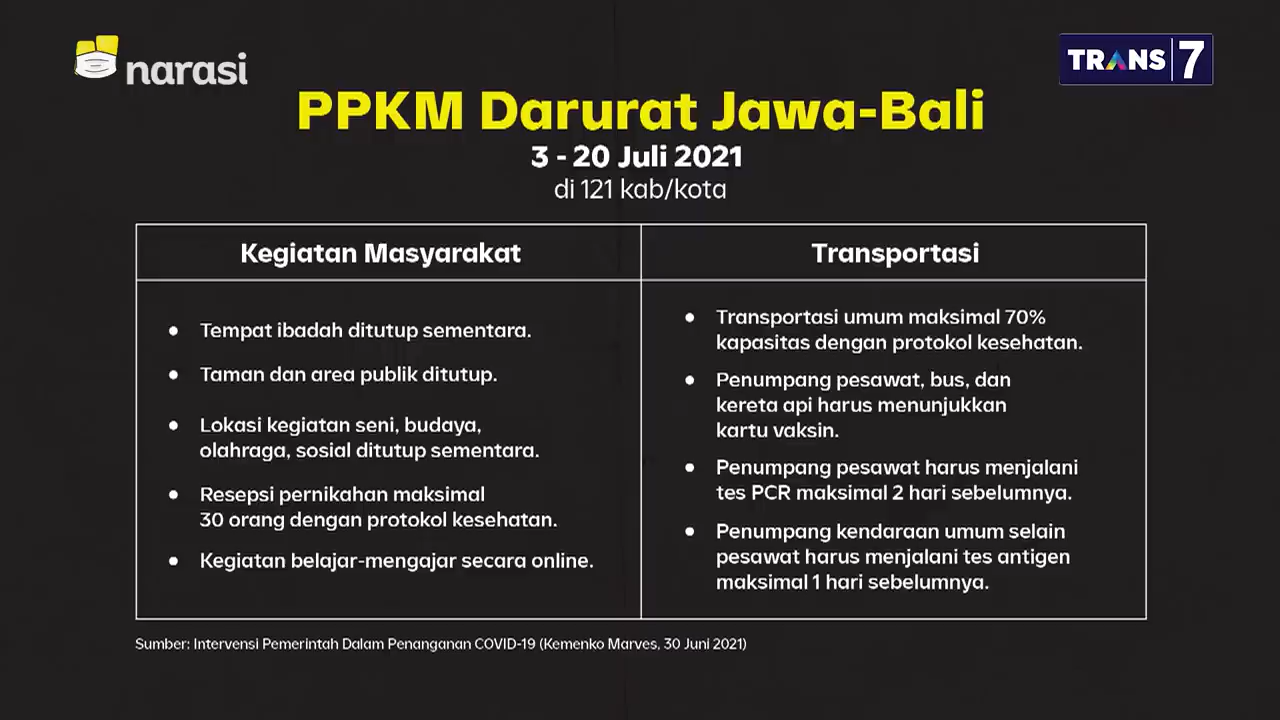 narasi
TRANS 7
PPKM Darurat Jawa-Bali
3 - 20 Juli 2021
di 121 kab/kota
Kegiatan Masyarakat
• Tempat ibadah ditutup sementara.
• Taman dan area publik ditutup.
• Lokasi kegiatan seni, budaya,
olahraga, sosial ditutup sementara.
• Resepsi pernikahan maksimal
30 orang dengan protokol kesehatan.
• Kegiatan belajar-mengajar secara online.
Transportasi
• Transportasi umum maksimal 70%
kapasitas dengan protokol kesehatan.
• Penumpang pesawat, bus, dan
kereta api harus menunjukkan
kartu vaksin.
• Penumpang pesawat harus menjalani
tes PCR maksimal 2 hari sebelumnya.
• Penumpang kendaraan umum selain
pesawat harus menjalani tes antigen
maksimal 1 hari sebelumnya.
Sumber: Intervensi Pemerintah Dalam Penanganan COVID-19 (Kemenko Marves, 30 Juni 2021)